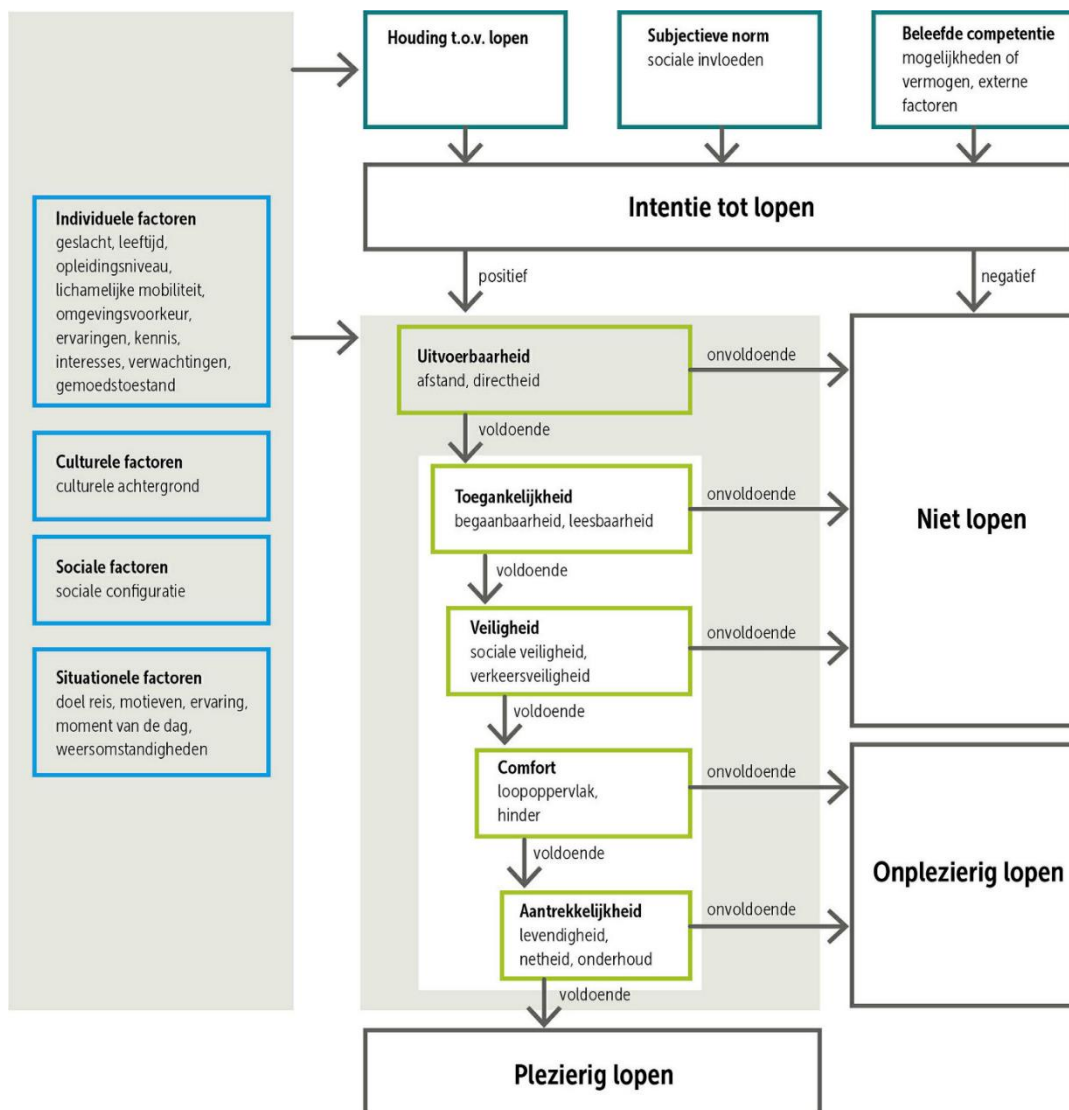 Houding t.o.v. lopen
Subjectieve norm
sociale invloeden
Beleefde competentie
mogelijkheden of
vermogen, externe
factoren
Intentie tot lopen
positief
negatief
Individuele factoren
geslacht, leeftijd,
opleidingsniveau,
lichamelijke mobiliteit,
omgevingsvoorkeur,
ervaringen, kennis,
interesses, verwachtingen,
gemoedstoestand
Culturele factoren
culturele achtergrond
Sociale factoren
sociale configuratie
Situationele factoren
doel reis, motieven, ervaring,
moment van de dag,
weersomstandigheden
Uitvoerbaarheid
afstand, directheid
onvoldoende
voldoende
Toegankelijkheid
begaanbaarheid, leesbaarheid
onvoldoende
voldoende
Veiligheid
sociale veiligheid,
verkeersveiligheid
onvoldoende
voldoende
Comfort
loopoppervlak,
hinder
onvoldoende
voldoende
Aantrekkelijkheid
levendigheid,
netheid, onderhoud
onvoldoende
voldoende
Niet lopen
Onplezierig lopen
Plezierig lopen